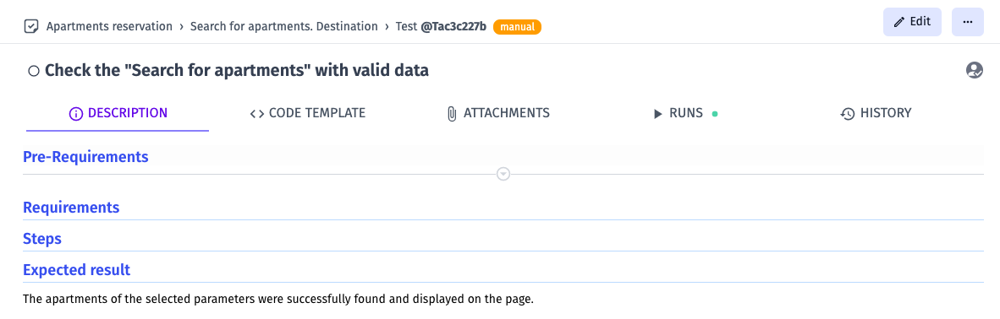 Apartments reservation › Search for apartments. Destination › Test @Tac3c227b manual Edit ...
Check the "Search for apartments" with valid data
DESCRIPTION <> CODE TEMPLATE ATTACHMENTS RUNS HISTORY
Pre-Requirements
Requirements
Steps
Expected result
The apartments of the selected parameters were successfully found and displayed on the page.